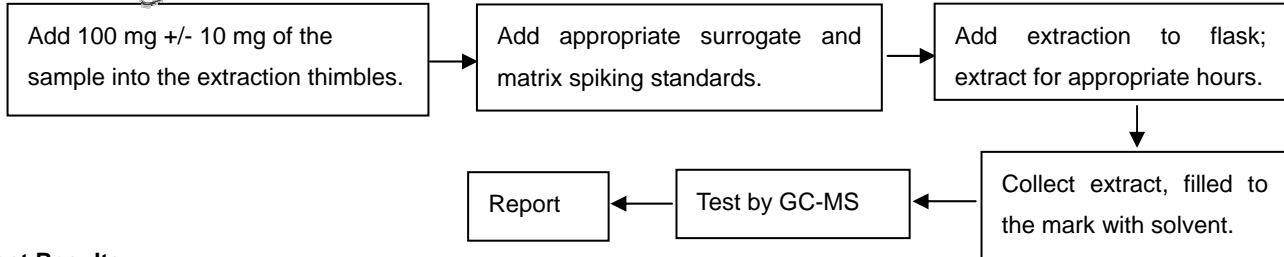 Add 100 mg +/- 10 mg of the
sample into the extraction thimbles.
Add appropriate surrogate and
matrix spiking standards.
Add extraction to flask;
extract for appropriate hours.
Collect extract, filled to
the mark with solvent.
Test by GC-MS
Report